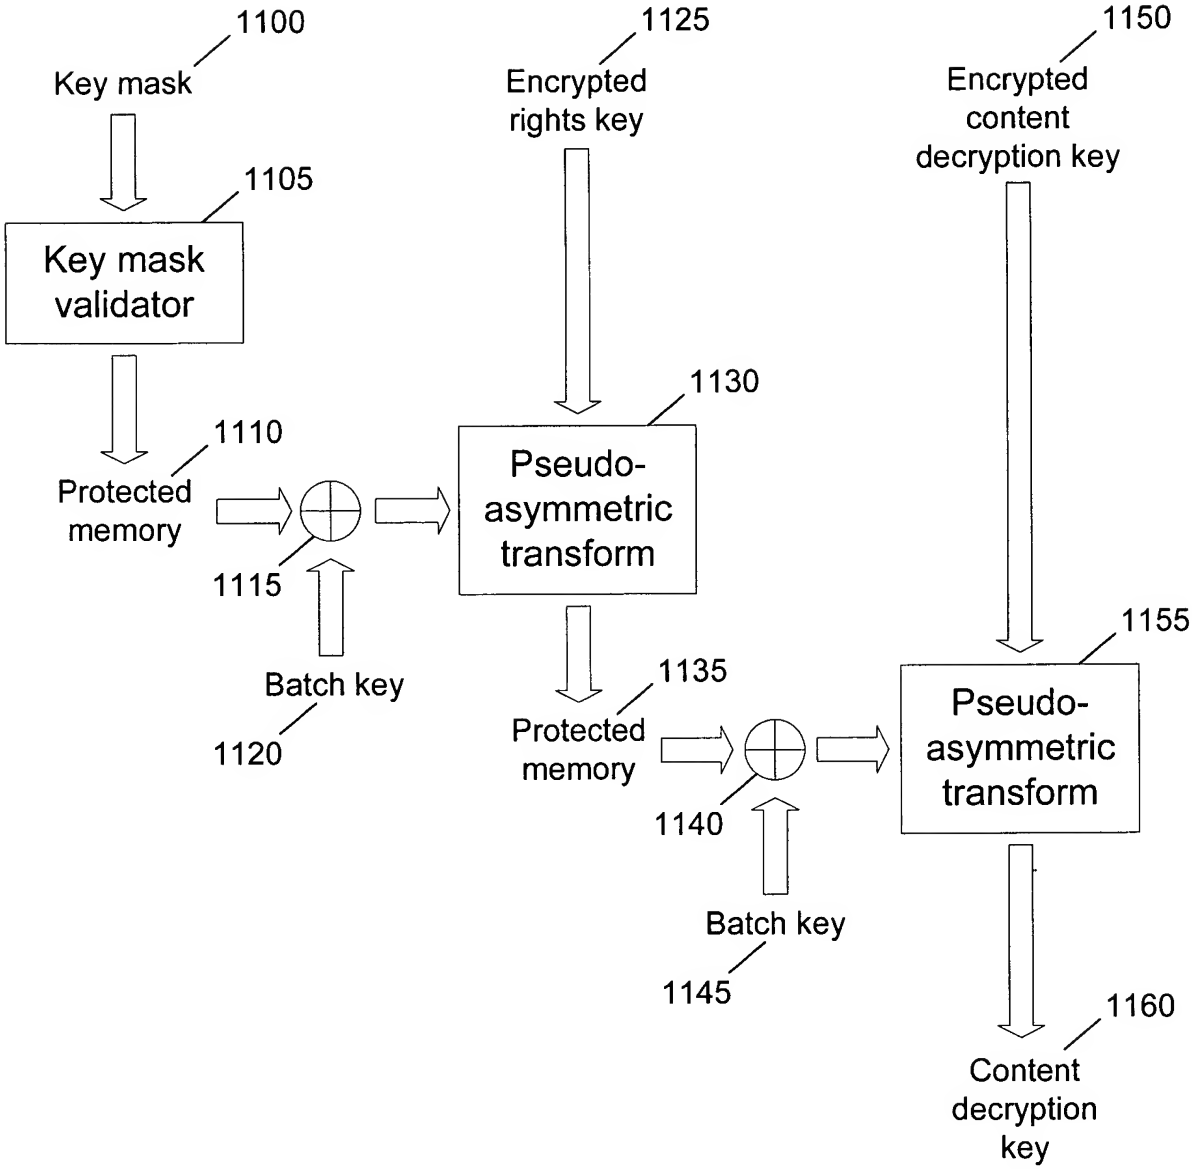 1100
1125
1150
Key mask
Encrypted
rights key
Encrypted
content
decryption key
1105
Key mask
validator
1130
1110
Protected
memory
Pseudo-
asymmetric
transform
1115
1155
Batch key
1135
1120
Protected
memory
Pseudo-
asymmetric
transform
1140
Batch key
1145
1160
Content
decryption
key